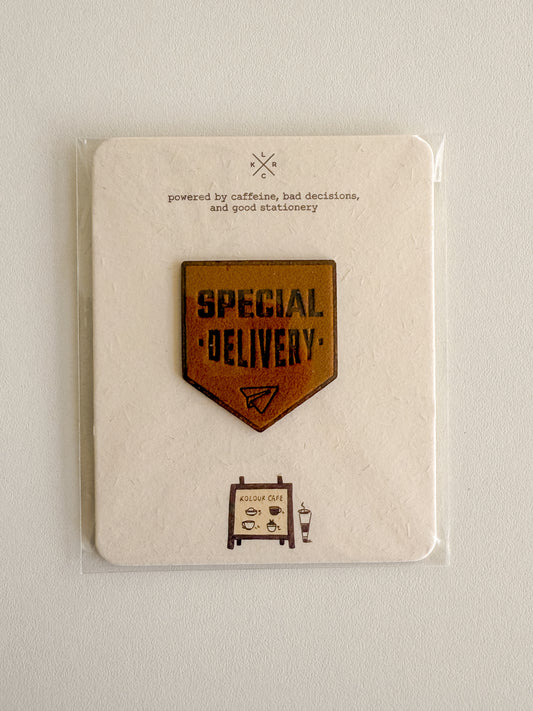 L
K R
C
powered by caffeine, bad decisions,
and good stationery
SPECIAL
·DELIVERY·
KOLOUR CAFE